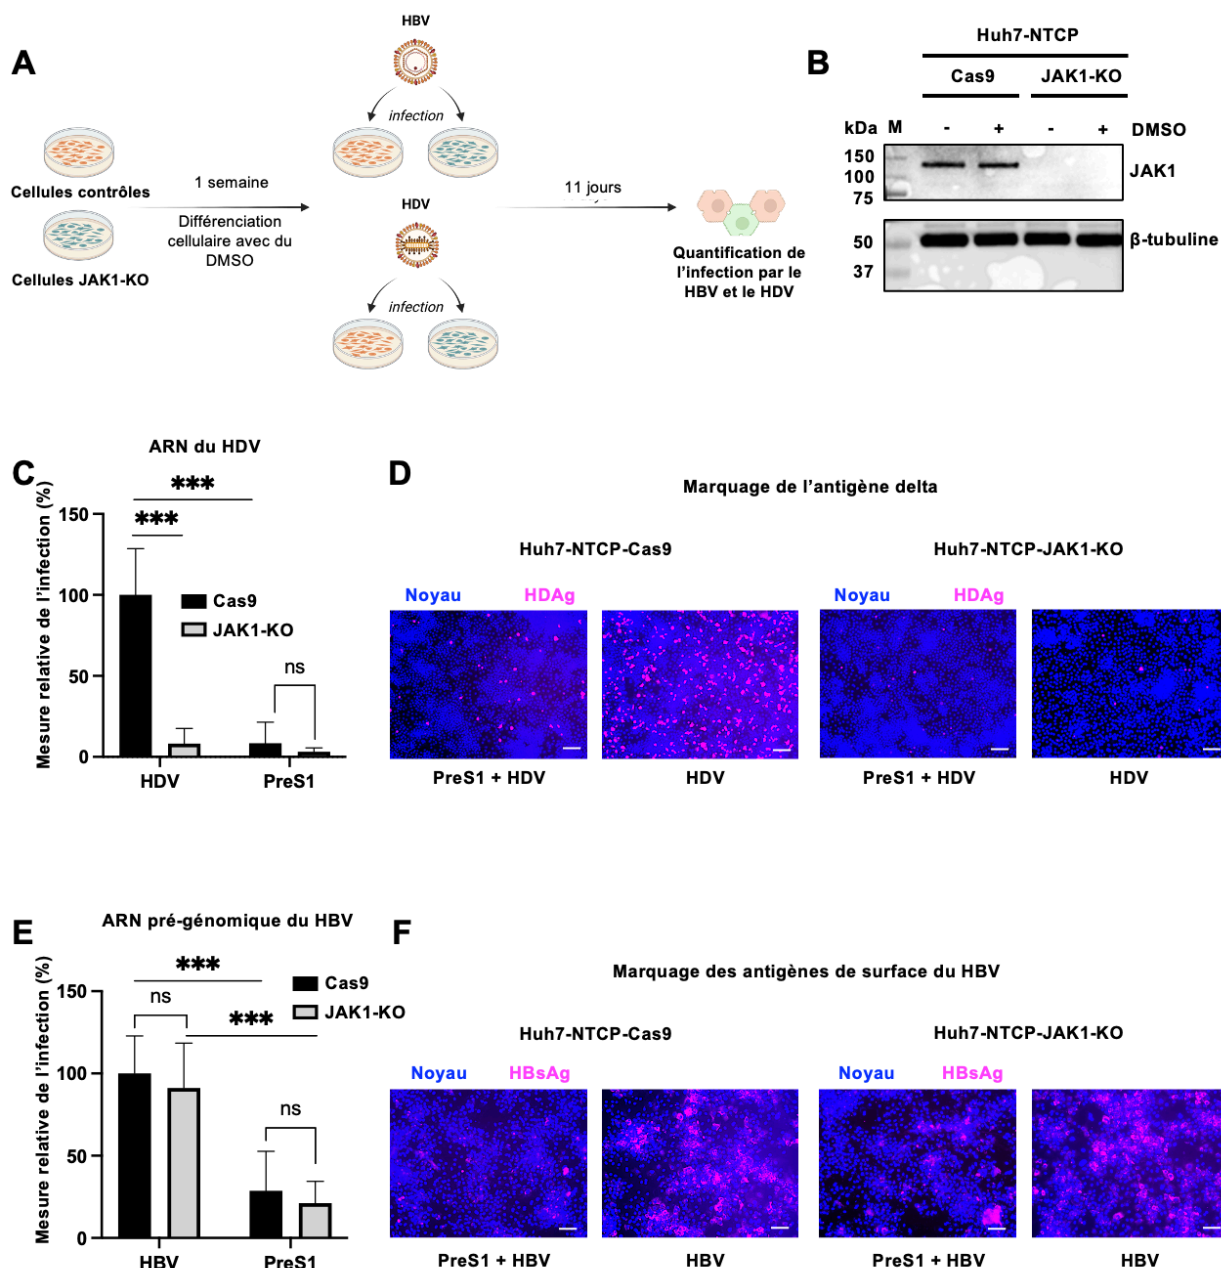 A
HBV
infection
Cellules contrôles
1 semaine
Différenciation
cellulaire avec du
DMSO
Cellules JAK1-KO
HDV
infection
11 jours
Quantification de
l'infection par le
HBV et le HDV
B
Huh7-NTCP
Cas9 JAK1-KO
kDa M - + - + DMSO
150
100
75
JAK1
50
37
β-tubuline
C
ARN du HDV
Mesure relative de l'infection (%)
150
100
50
0
***
***
ns
Cas9
JAK1-KO
HDV PreS1
D
Marquage de l'antigène delta
Huh7-NTCP-Cas9 Huh7-NTCP-JAK1-KO
Noyau HDAg Noyau HDAg
PreS1 + HDV HDV PreS1 + HDV HDV
E
ARN pré-génomique du HBV
Mesure relative de l'infection (%)
150
100
50
0
***
ns
***
ns
Cas9
JAK1-KO
HBV PreS1
F
Marquage des antigènes de surface du HBV
Huh7-NTCP-Cas9 Huh7-NTCP-JAK1-KO
Noyau HBsAg Noyau HBsAg
PreS1 + HBV HBV PreS1 + HBV HBV